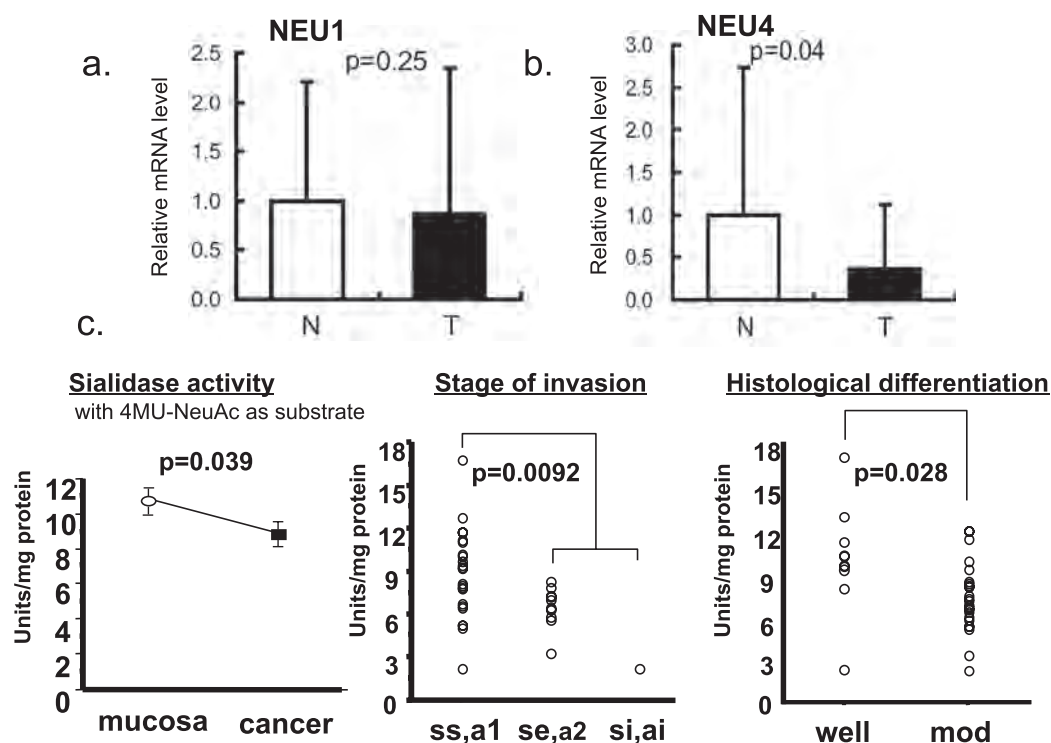 a.
NEU1
p=0.25
Relative mRNA level
2.5
2.0
1.5
1.0
0.5
0.0
N T
b.
NEU4
p=0.04
Relative mRNA level
3.0
2.5
2.0
1.5
1.0
0.5
0.0
N T
c.
Sialidase activity
with 4MU-NeuAc as substrate
p=0.039
Units/mg protein
12
10
8
6
4
2
0
mucosa cancer
Stage of invasion
p=0.0092
Units/mg protein
18
15
12
9
6
3
0
ss,a1 se,a2 si,ai
Histological differentiation
p=0.028
Units/mg protein
18
15
12
9
6
3
0
well mod